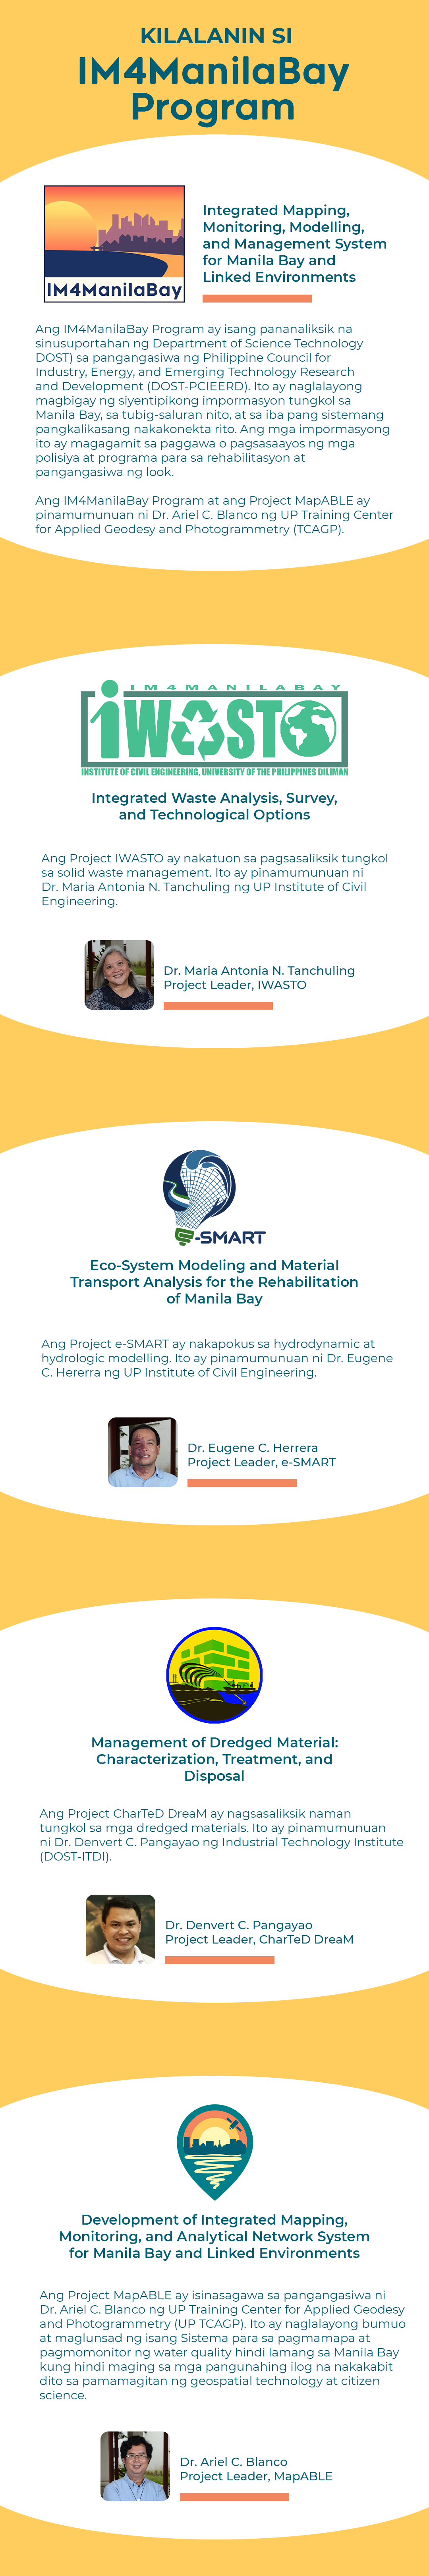 KILALANIN SI
IM4ManilaBay
Program
IM4ManilaBay
Integrated Mapping,
Monitoring, Modelling,
and Management System
for Manila Bay and
Linked Environments
Ang IM4ManilaBay Program ay isang pananaliksik na
sinusuportahan ng Department of Science Technology
DOST) sa pangangasiwa ng Philippine Council for
Industry, Energy, and Emerging Technology Research
and Development (DOST-PCIEERD). Ito ay naglalayong
magbigay ng siyentipikong impormasyon tungkol sa
Manila Bay, sa tubig-saluran nito, at sa iba pang sistemang
pangkalikasang nakakonekta rito. Ang mga impormasyong
ito ay magagamit sa paggawa o pagsasaayos ng mga
polisiya at programa para sa rehabilitasyon at
pangangasiwa ng look.
Ang IM4ManilaBay Program at ang Project MapABLE ay
pinamumunuan ni Dr. Ariel C. Blanco ng UP Training Center
for Applied Geodesy and Photogrammetry (TCAGP).
IM4MANILABAY
iWASTO
INSTITUTE OF CIVIL ENGINEERING, UNIVERSITY OF THE PHILIPPINES DILIMAN
Integrated Waste Analysis, Survey,
and Technological Options
Ang Project IWASTO ay nakatuon sa pagsasaliksik tungkol
sa solid waste management. Ito ay pinamumunuan ni
Dr. Maria Antonia N. Tanchuling ng UP Institute of Civil
Engineering.
Dr. Maria Antonia N. Tanchuling
Project Leader, IWASTO
e-SMART
Eco-System Modeling and Material
Transport Analysis for the Rehabilitation
of Manila Bay
Ang Project e-SMART ay nakapokus sa hydrodynamic at
hydrologic modelling. Ito ay pinamumunuan ni Dr. Eugene
C. Hererra ng UP Institute of Civil Engineering.
Dr. Eugene C. Herrera
Project Leader, e-SMART
Management of Dredged Material:
Characterization, Treatment, and
Disposal
Ang Project CharTeD DreaM ay nagsasaliksik naman
tungkol sa mga dredged materials. Ito ay pinamumunuan
ni Dr. Denvert C. Pangayao ng Industrial Technology Institute
(DOST-ITDI).
Dr. Denvert C. Pangayao
Project Leader, CharTeD DreaM
Development of Integrated Mapping,
Monitoring, and Analytical Network System
for Manila Bay and Linked Environments
Ang Project MapABLE ay isinasagawa sa pangangasiwa ni
Dr. Ariel C. Blanco ng UP Training Center for Applied Geodesy
and Photogrammetry (UP TCAGP). Ito ay naglalayong bumuo
at maglunsad ng isang Sistema para sa pagmamapa at
pagmomonitor ng water quality hindi lamang sa Manila Bay
kung hindi maging sa mga pangunahing ilog na nakakabit
dito sa pamamagitan ng geospatial technology at citizen
science.
Dr. Ariel C. Blanco
Project Leader, MapABLE